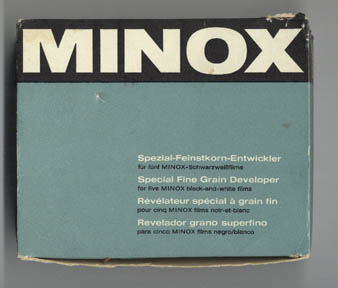 MINOX
Spezial-Feinstkorn-Entwickler
für fünf MINOX-Schwarzweißfilms
Special Fine Grain Developer
for five MINOX black-and-white films
Révélateur spécial à grain fin
pour cinq MINOX films noir-et-blanc
Revelador grano superfino
para cinco MINOX films negro/blanco